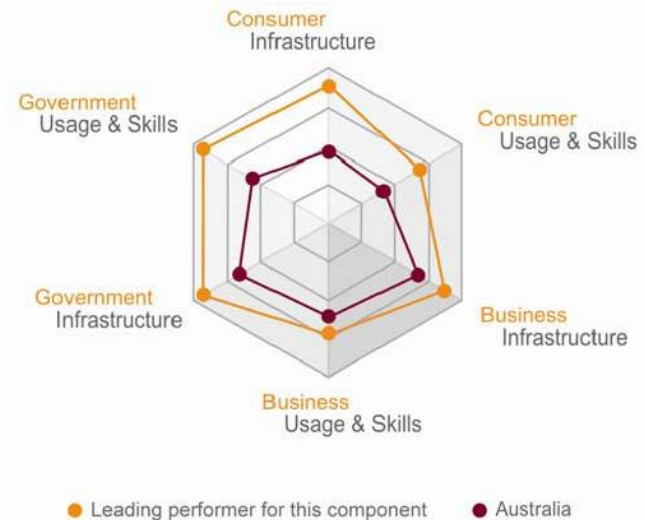 Consumer
Infrastructure
Government
Usage & Skills
Consumer
Usage & Skills
Government
Infrastructure
Business
Infrastructure
Business
Usage & Skills
Leading performer for this component
Australia